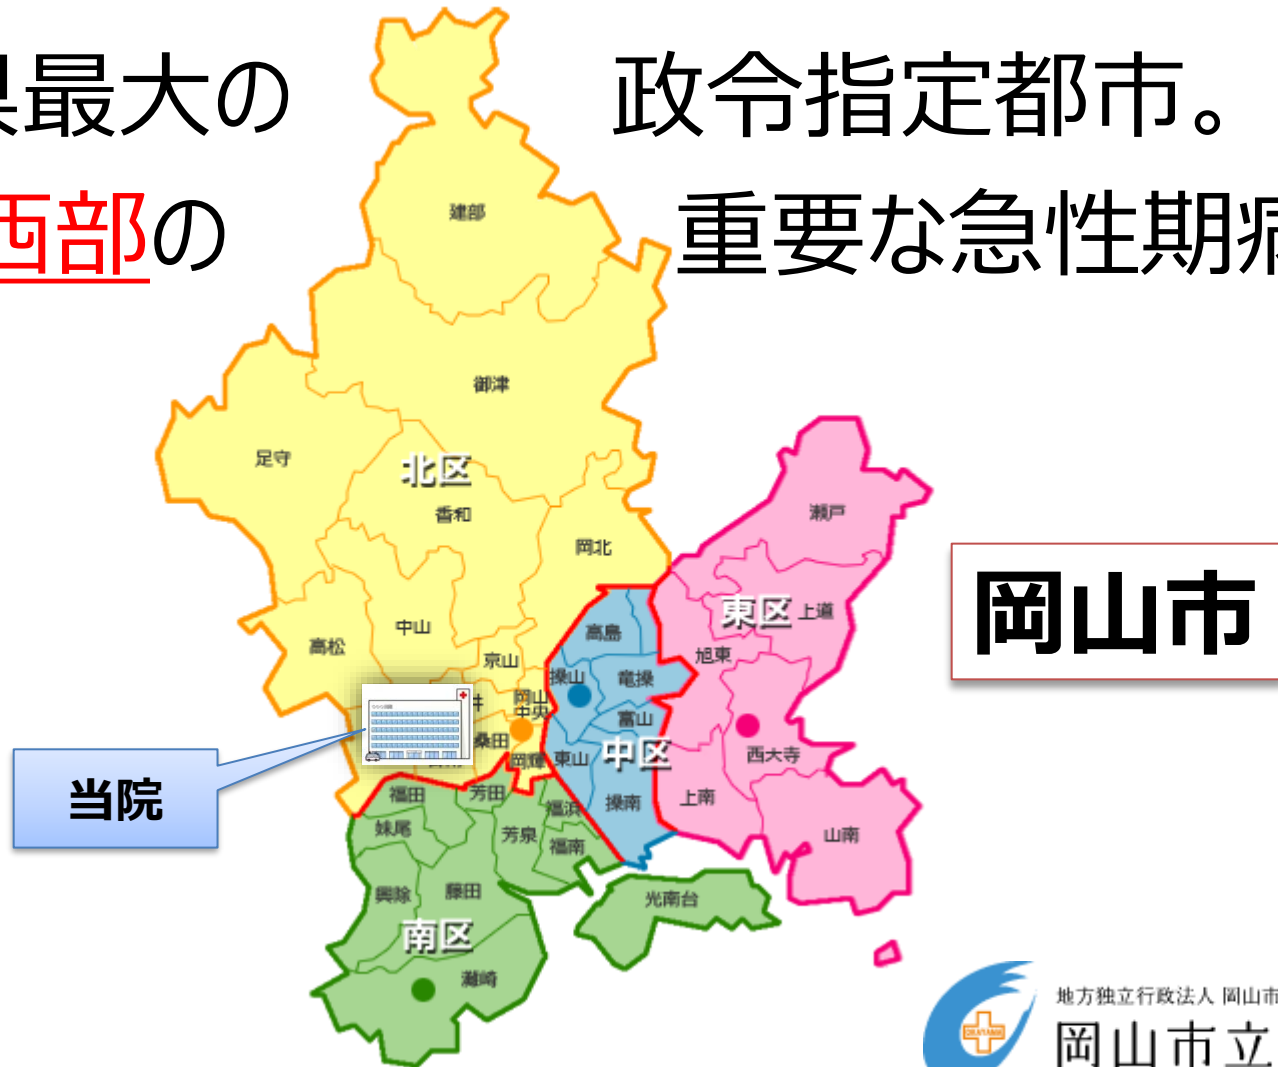 県最大の 政令指定都市。
西部の 重要な急性期病
建部
御津
足守
北区
香和
岡北
瀬戸
岡山市
高松
中山
京山
高島
東区
上道
旭東
操山
竜操
井
岡山
中央
富山
桑田
岡輝
東山
中区
西大寺
当院
福田
芳田
福浜
操南
上南
妹尾
芳泉
福南
山南
興除
藤田
光南台
南区
灘崎
地方独立行政法人 岡山市
OKAYAMA
岡山市立